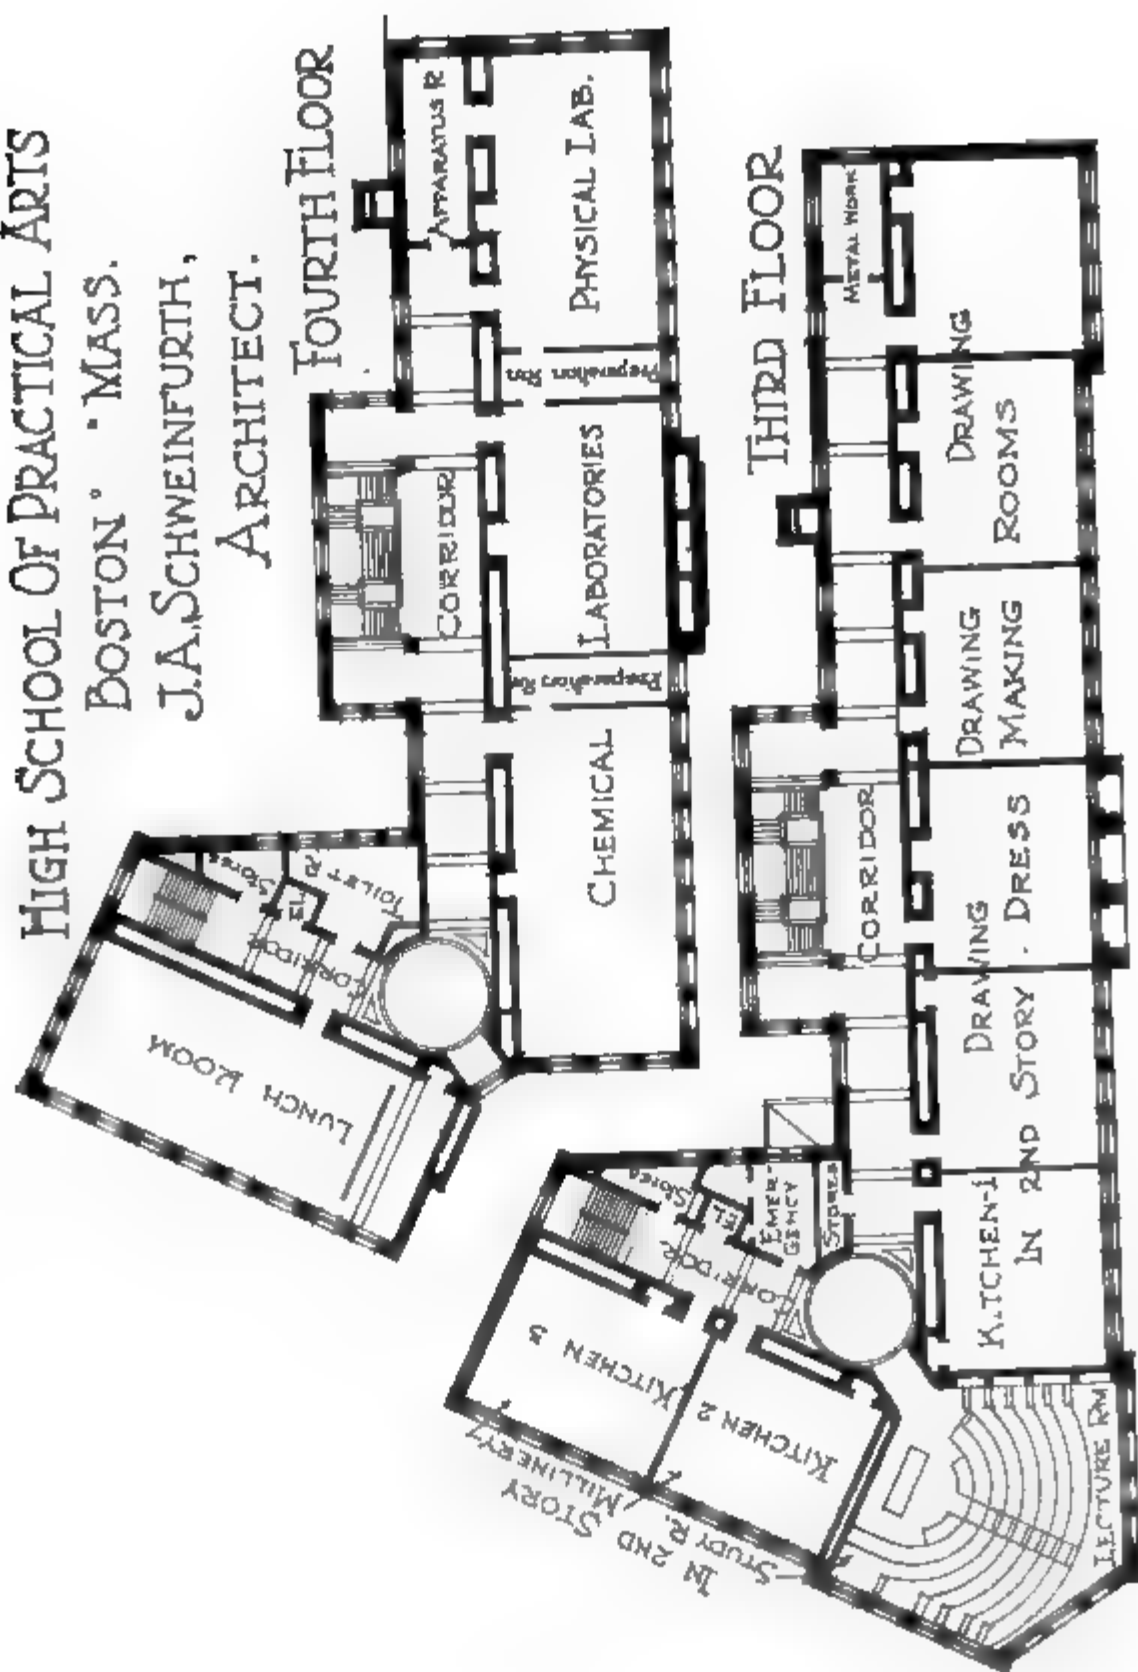 HIGH SCHOOL OF PRACTICAL ARTS
BOSTON • MASS.
J.A.SCHWEINFURTH,
ARCHITECT.
FOURTH FLOOR
APPARATUS R
PHYSICAL LAB.
Preparation Rm
CORRIDOR
LABORATORIES
Preparation Rm
CHEMICAL
Stores
EL
TOILET R
CORRIDOR
LUNCH ROOM
THIRD FLOOR
METAL WORK
DRAWING
ROOMS
DRAWING
MAKING
CORRIDOR
DRAWING
IN 2ND STORY . DRESS
KITCHEN-1
Stores
EL
EMER-
GENCY
STORES
CORRIDOR
KITCHEN 3
KITCHEN 2
MILLINERY
IN 2ND STORY
STUDY R.
LECTURE RM